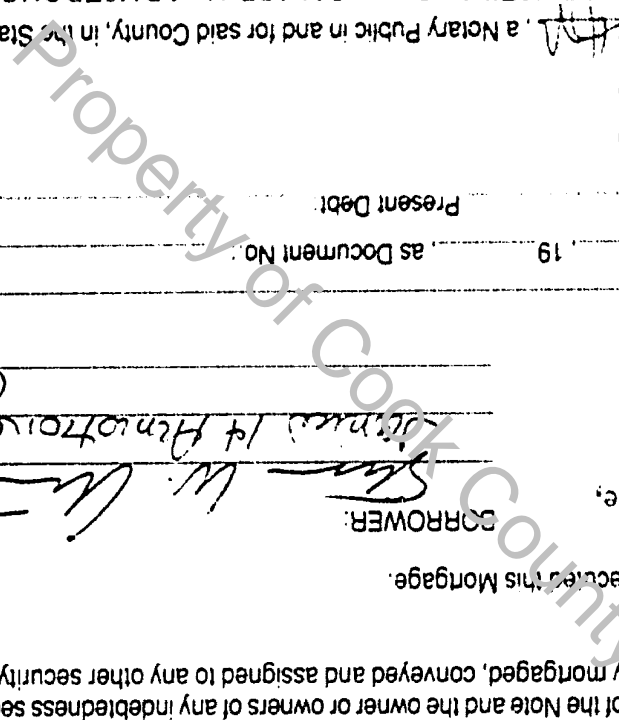 of the Note and the owner or owners of any indebtedness se
y mortgaged, conveyed and assigned to any other security
ecuted this Mortgage.
BORROWER:
e,
, 19 , as Document No.:
Present Debt:
, a Notary Public in and for said County, in the Sta
Property of Cook County